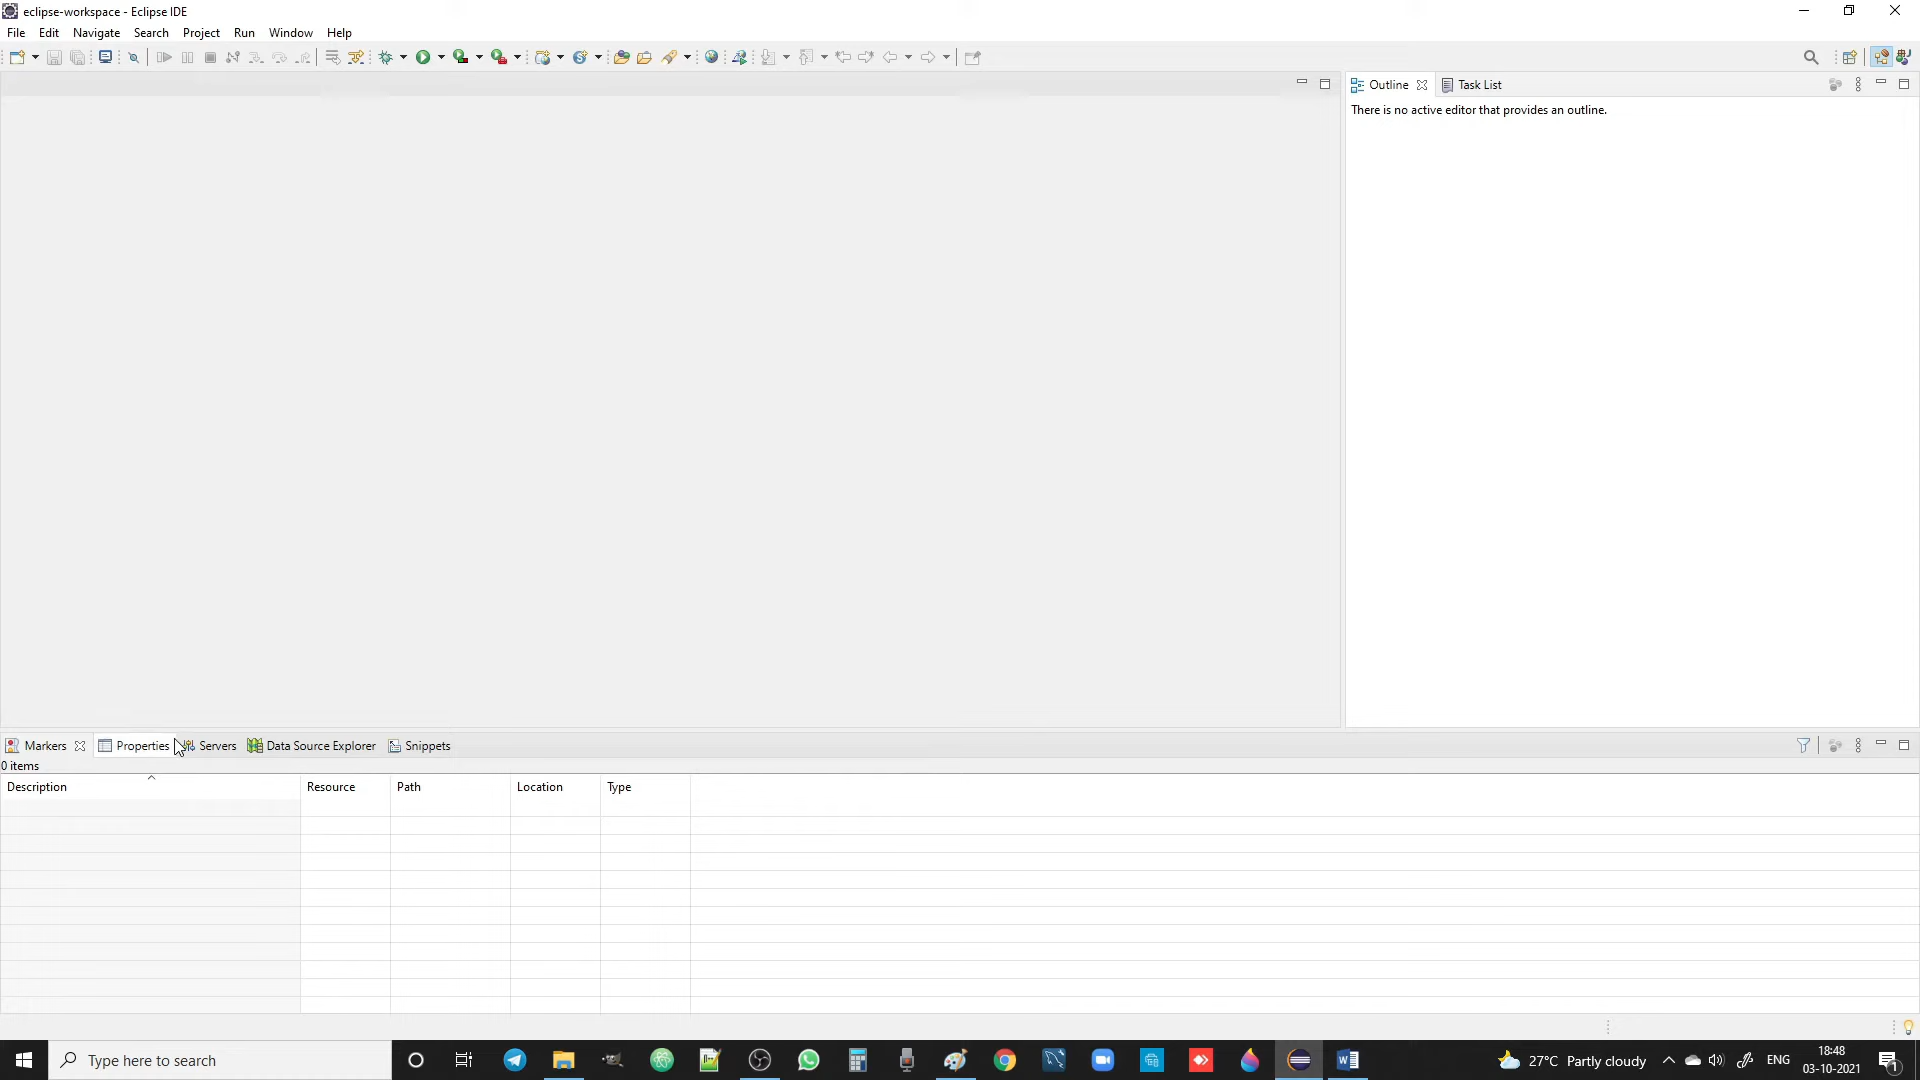 eclipse-workspace - Eclipse IDE
File Edit Navigate Search Project Run Window Help
Outline Task List
There is no active editor that provides an outline.
Markers Properties Servers Data Source Explorer Snippets
0 items
Description Resource Path Location Type
Type here to search
27°C Partly cloudy ENG 18:48
03-10-2021
1